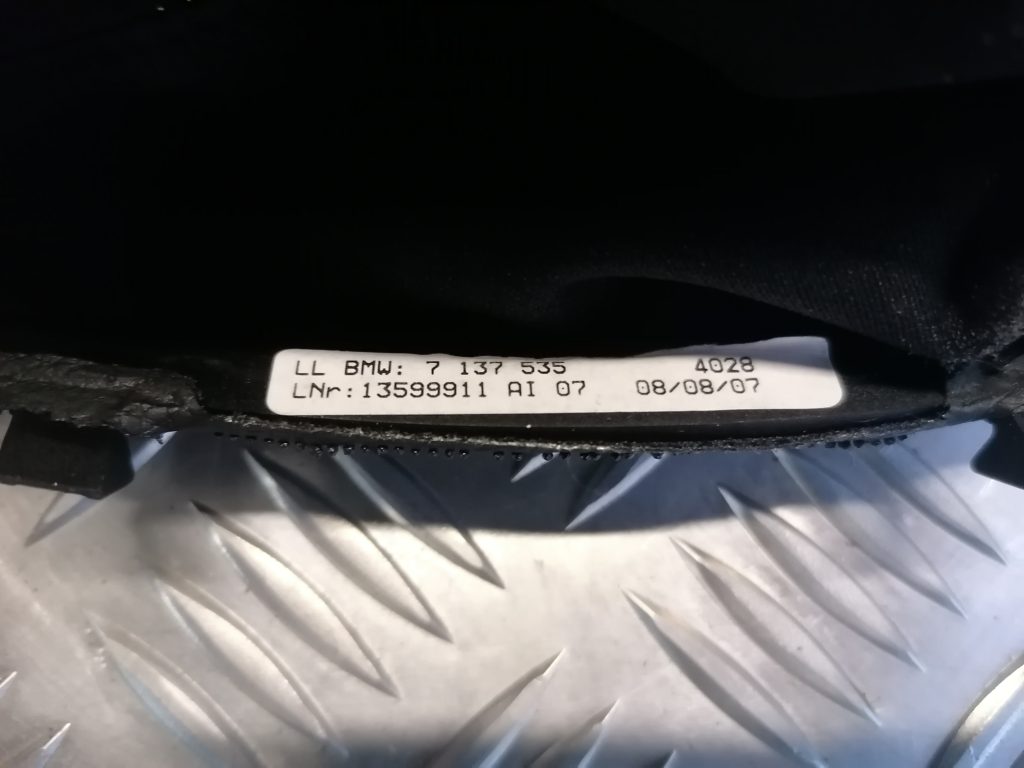 LL BMW: 7 137 535 4028
LNr:13599911 AI 07 08/08/07